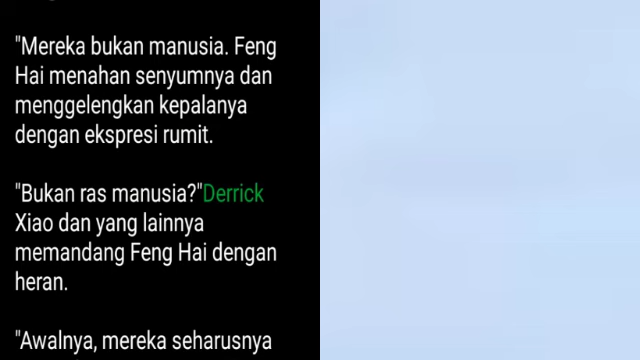 "Mereka bukan manusia. Feng
Hai menahan senyumnya dan
menggelengkan kepalanya
dengan ekspresi rumit.
"Bukan ras manusia?"Derrick
Xiao dan yang lainnya
memandang Feng Hai dengan
heran.
"Awalnya, mereka seharusnya